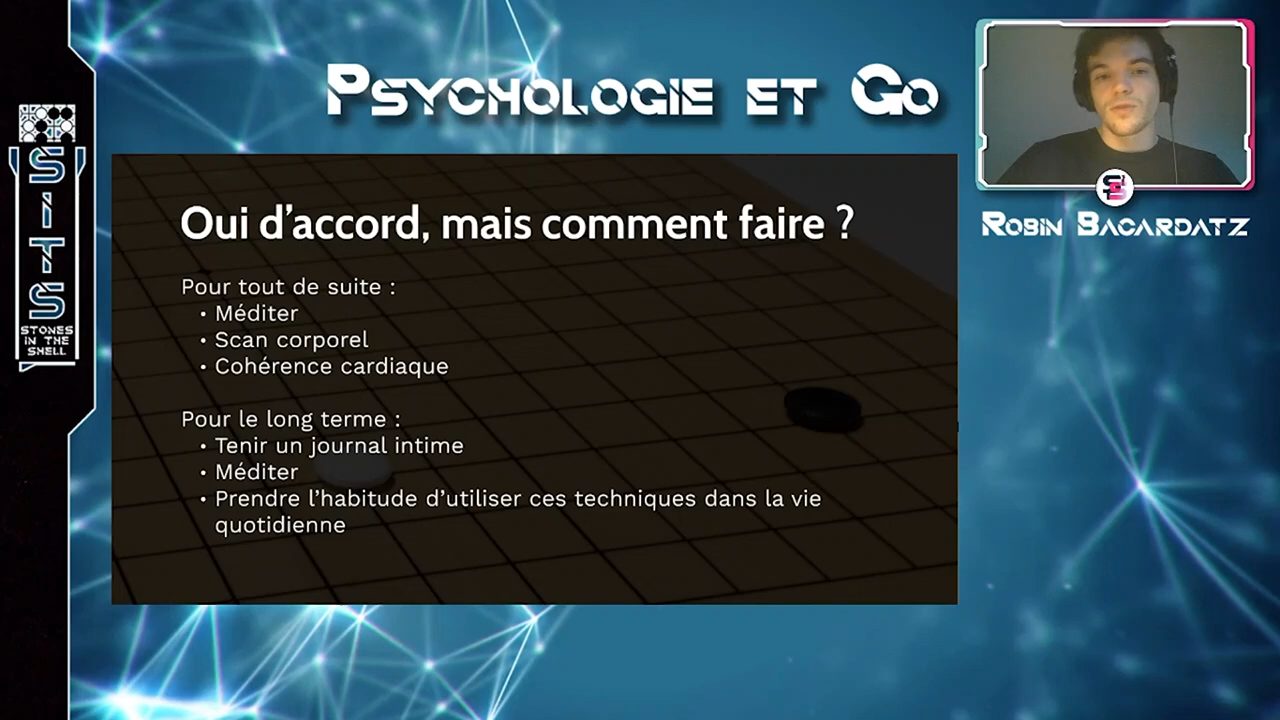 Psychologie et Go
SITS
STONES
IN THE
SHELL
Robin Bacardatz
Oui d’accord, mais comment faire ?
Pour tout de suite :
• Méditer
• Scan corporel
• Cohérence cardiaque
Pour le long terme :
• Tenir un journal intime
• Méditer
• Prendre l’habitude d’utiliser ces techniques dans la vie
quotidienne